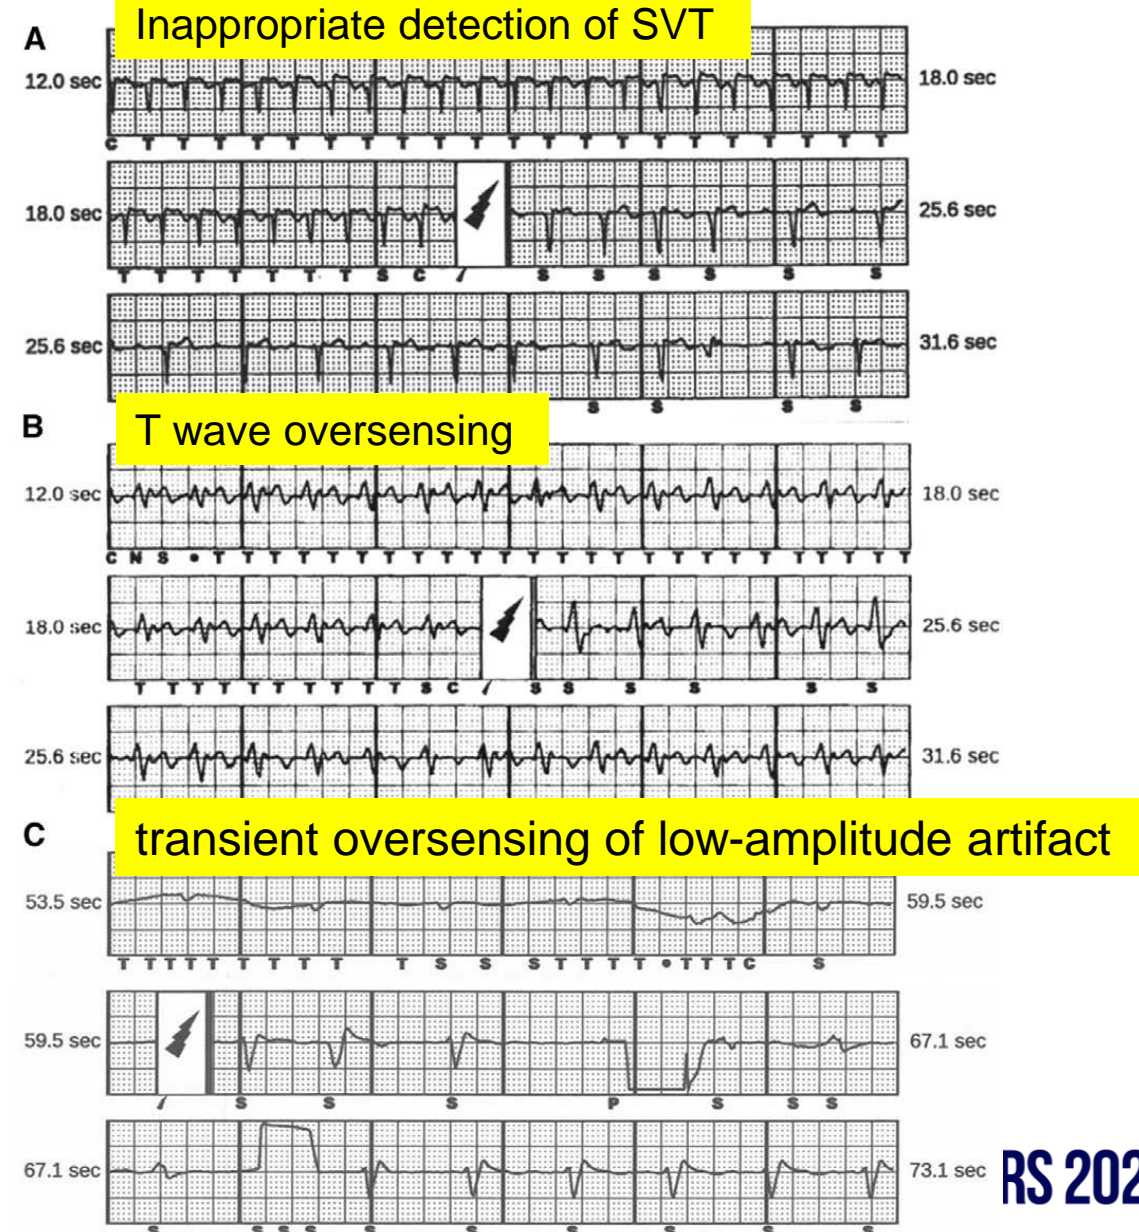 Inappropriate detection of SVT
A
12.0 sec 18.0 sec
C T T T T T T T T T T T T T T T T T T T T T
18.0 sec 25.6 sec
T T T T T T T S C S S S S S S
25.6 sec 31.6 sec
S S S S
B
T wave oversensing
12.0 sec 18.0 sec
C N S • T T T T T T T T T T T T T T T T T T T T T T T T T
18.0 sec 25.6 sec
T T T T T T T T T T S C S S S S S S
25.6 sec 31.6 sec
C
transient oversensing of low-amplitude artifact
53.5 sec 59.5 sec
T T T T T T T T T T S S S T T T T • T T T C S
59.5 sec 67.1 sec
S S S P S S S
67.1 sec 73.1 sec
S S S S S S S S S S
RS 202